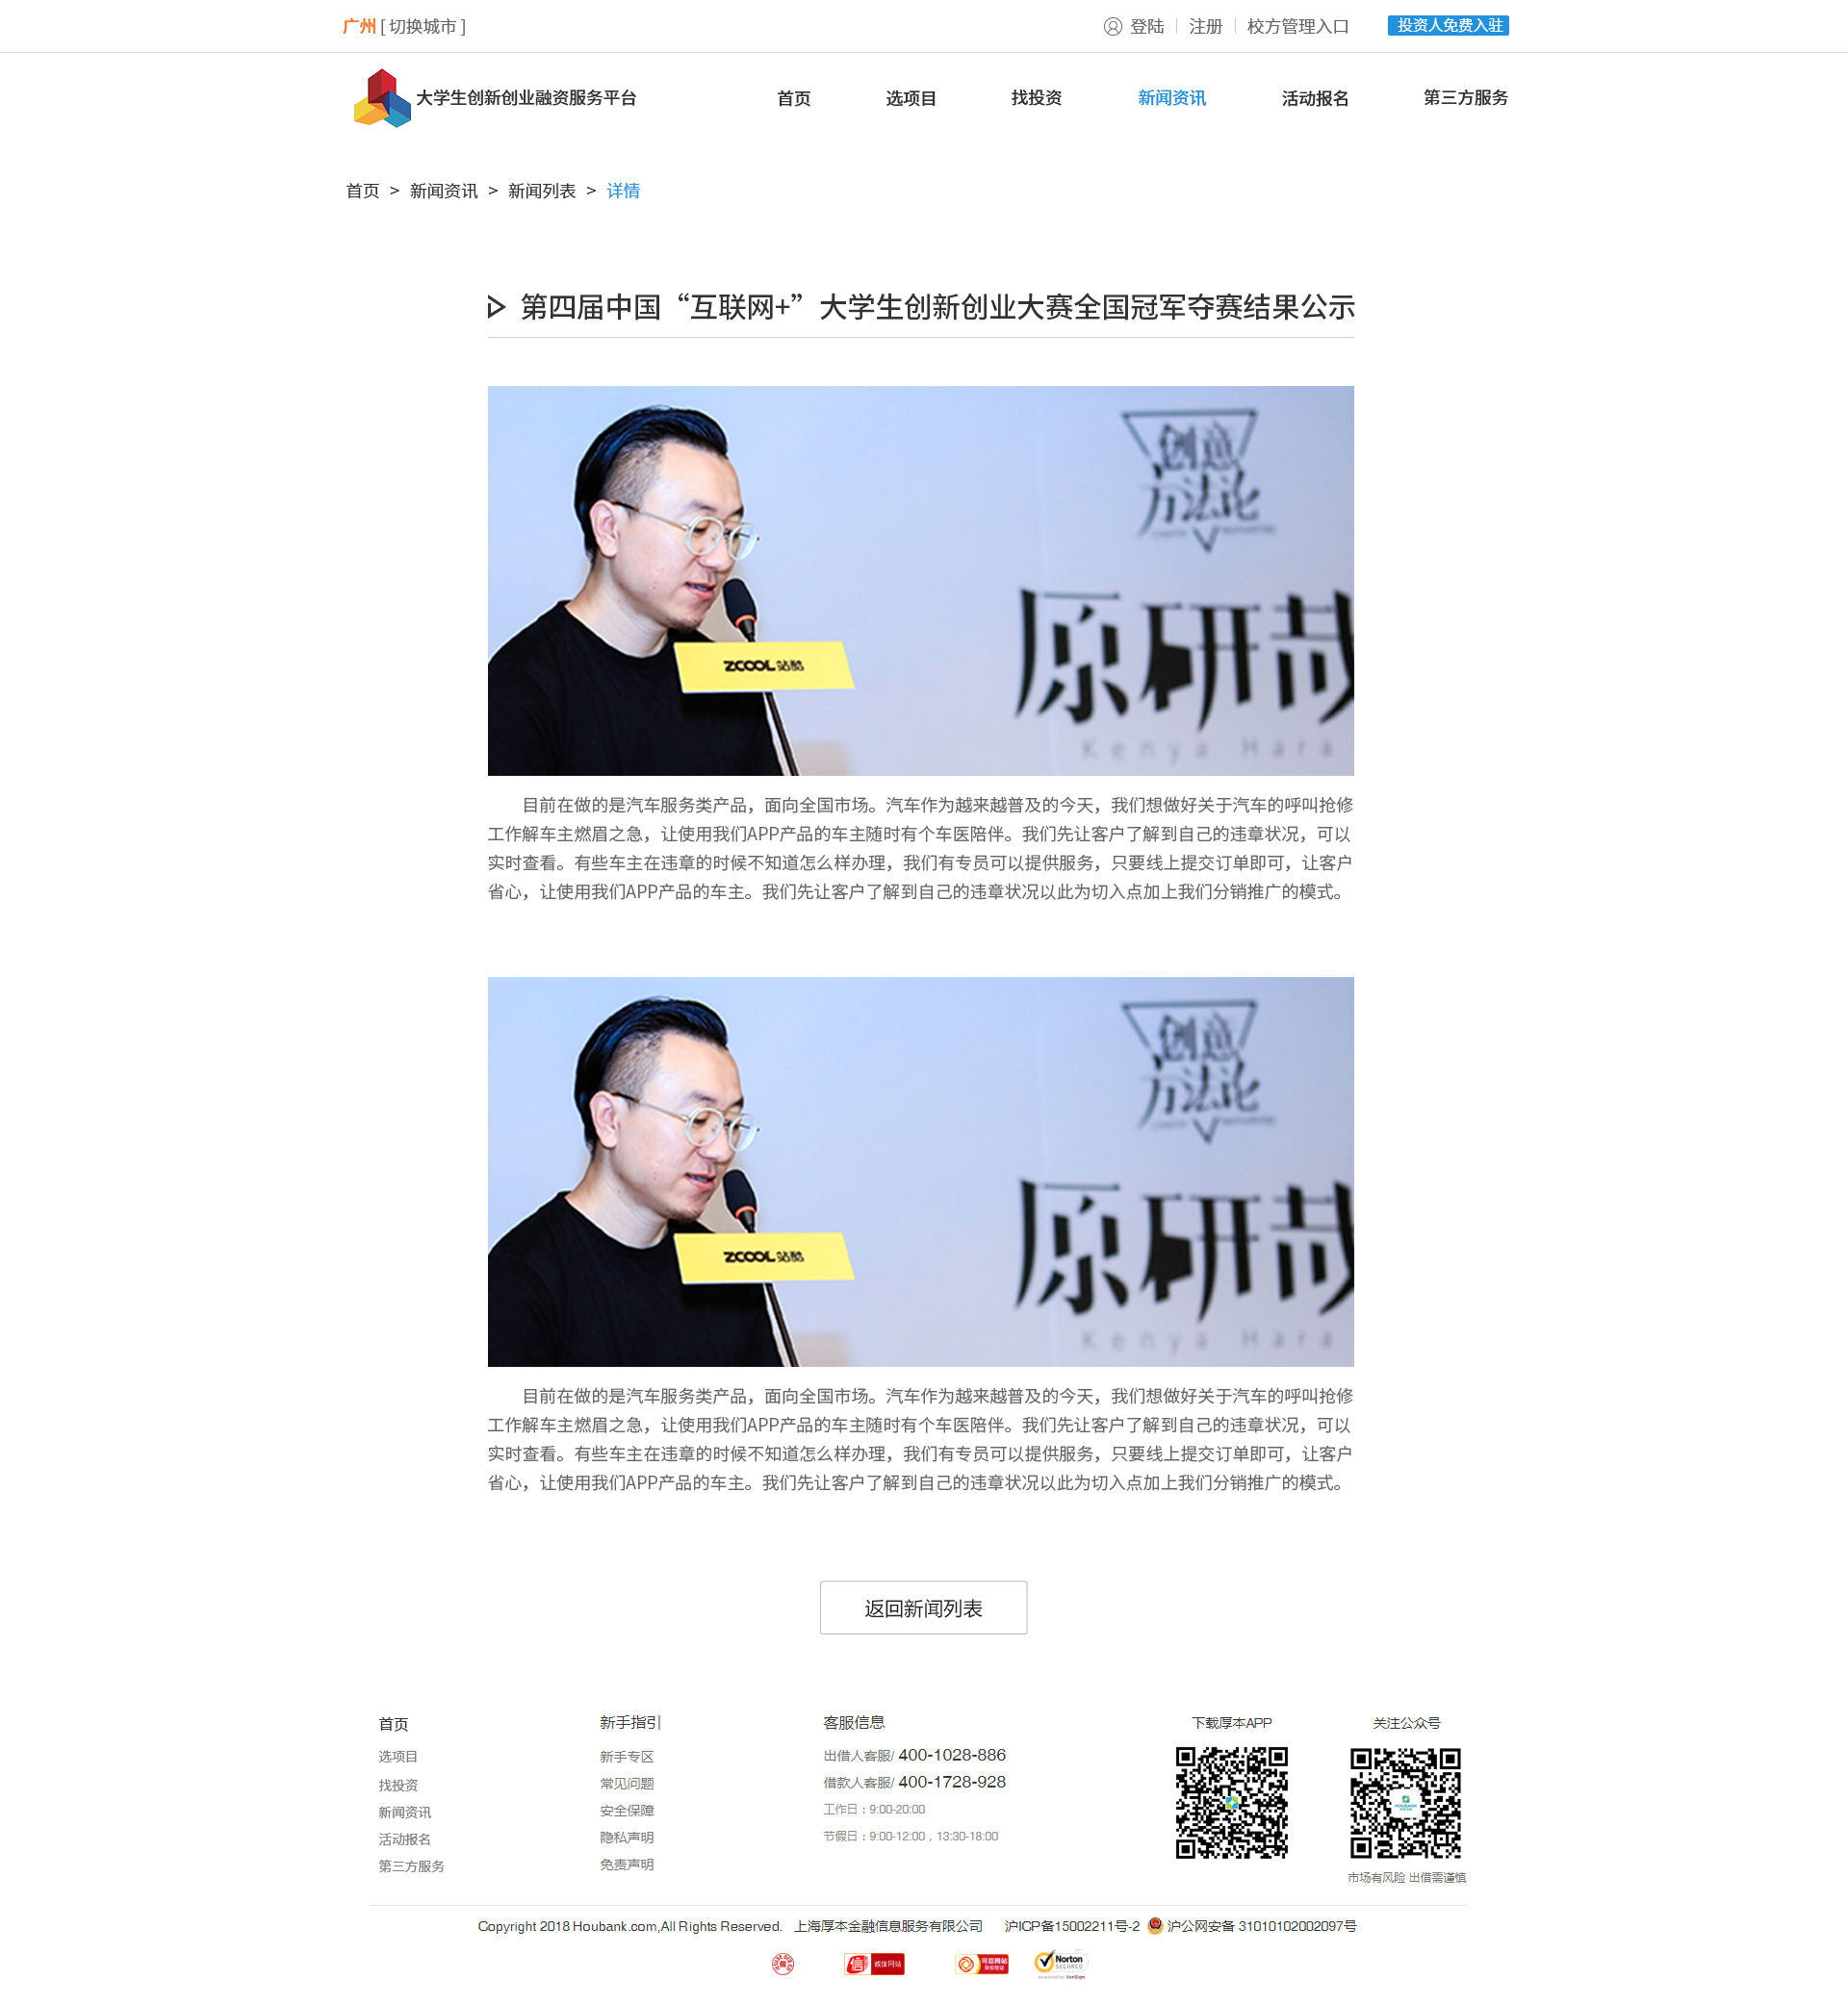 广州 [ 切换城市 ]
登陆 注册 校方管理入口 投资人免费入驻
大学生创新创业融资服务平台 首页 选项目 找投资 新闻资讯 活动报名 第三方服务
首页 > 新闻资讯 > 新闻列表 > 详情
第四届中国“互联网+”大学生创新创业大赛全国冠军夺赛结果公示
创意
方法论
原研哉
Kenya Hara
ZCOOL 站酷
目前在做的是汽车服务类产品，面向全国市场。汽车作为越来越普及的今天，我们想做好关于汽车的呼叫抢修
工作解车主燃眉之急，让使用我们APP产品的车主随时有个车医陪伴。我们先让客户了解到自己的违章状况，可以
实时查看。有些车主在违章的时候不知道怎么样办理，我们有专员可以提供服务，只要线上提交订单即可，让客户
省心，让使用我们APP产品的车主。我们先让客户了解到自己的违章状况以此为切入点加上我们分销推广的模式。
创意
方法论
原研哉
Kenya Hara
ZCOOL 站酷
目前在做的是汽车服务类产品，面向全国市场。汽车作为越来越普及的今天，我们想做好关于汽车的呼叫抢修
工作解车主燃眉之急，让使用我们APP产品的车主随时有个车医陪伴。我们先让客户了解到自己的违章状况，可以
实时查看。有些车主在违章的时候不知道怎么样办理，我们有专员可以提供服务，只要线上提交订单即可，让客户
省心，让使用我们APP产品的车主。我们先让客户了解到自己的违章状况以此为切入点加上我们分销推广的模式。
返回新闻列表
首页
选项目
找投资
新闻资讯
活动报名
第三方服务
新手指引
新手专区
常见问题
安全保障
隐私声明
免责声明
客服信息
出借人客服/ 400-1028-886
借款人客服/ 400-1728-928
工作日：9:00-20:00
节假日：9:00-12:00，13:30-18:00
下载厚本APP
关注公众号
HOUBANK
市场有风险 出借需谨慎
Copyright 2018 Houbank.com,All Rights Reserved. 上海厚本金融信息服务有限公司 沪ICP备15002211号-2 沪公网安备 31010102002097号
信 诚信网站
可信网站
身份验证
Norton
SECURED
powered by VeriSign